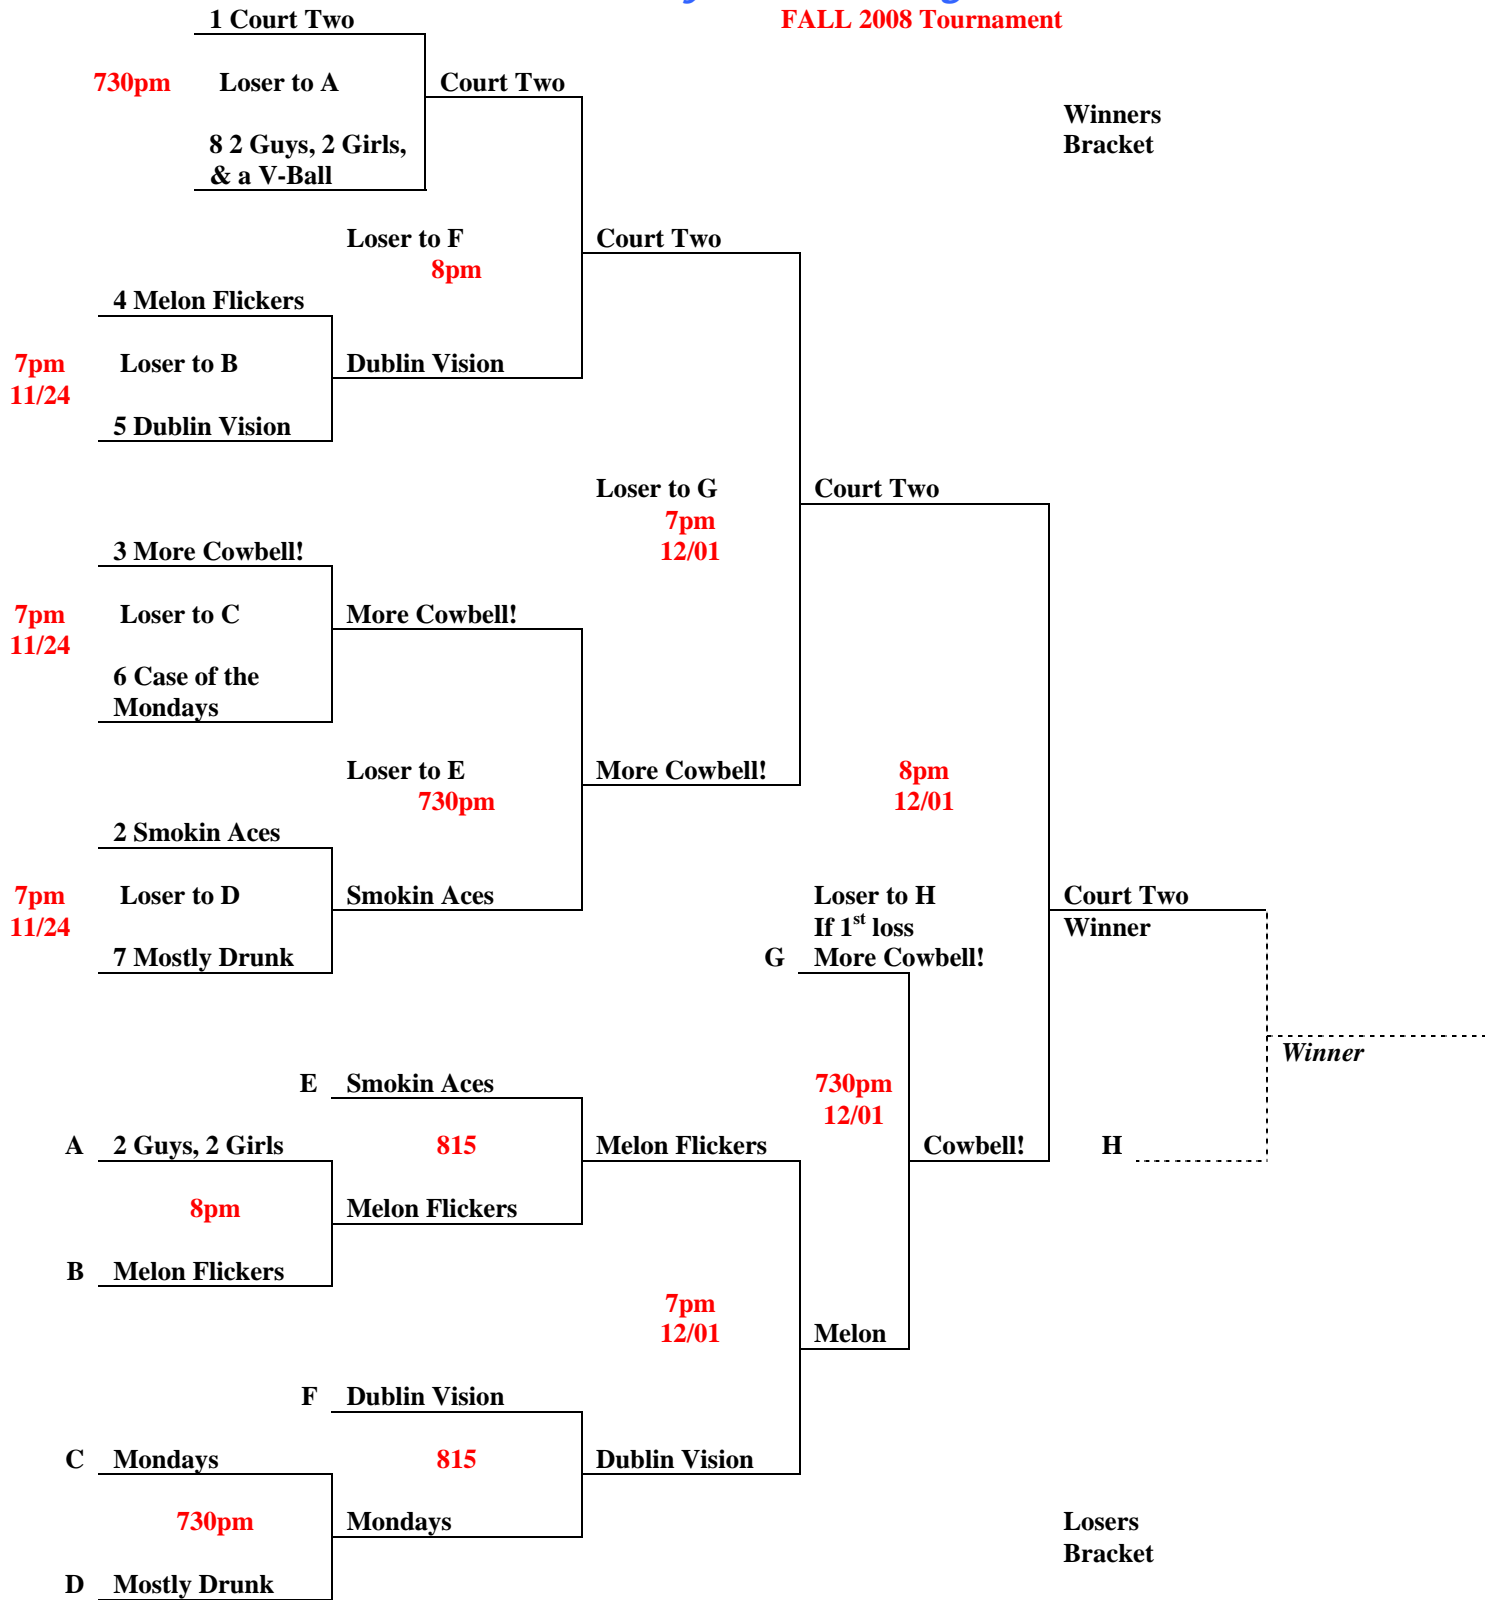 FALL 2008 Tournament
1 Court Two
730pm Loser to A
Court Two
Winners
Bracket
8 2 Guys, 2 Girls,
& a V-Ball
Loser to F
8pm
Court Two
4 Melon Flickers
7pm
11/24
Loser to B
Dublin Vision
5 Dublin Vision
Loser to G
7pm
12/01
Court Two
3 More Cowbell!
7pm
11/24
Loser to C
More Cowbell!
6 Case of the
Mondays
Loser to E
730pm
More Cowbell!
8pm
12/01
2 Smokin Aces
7pm
11/24
Loser to D
Smokin Aces
Loser to H
If 1st loss
Court Two
Winner
7 Mostly Drunk
G More Cowbell!
Winner
E Smokin Aces
730pm
12/01
A 2 Guys, 2 Girls
815
Melon Flickers
Cowbell!
H
8pm
Melon Flickers
B Melon Flickers
7pm
12/01
Melon
F Dublin Vision
C Mondays
815
Dublin Vision
730pm
Mondays
Losers
Bracket
D Mostly Drunk